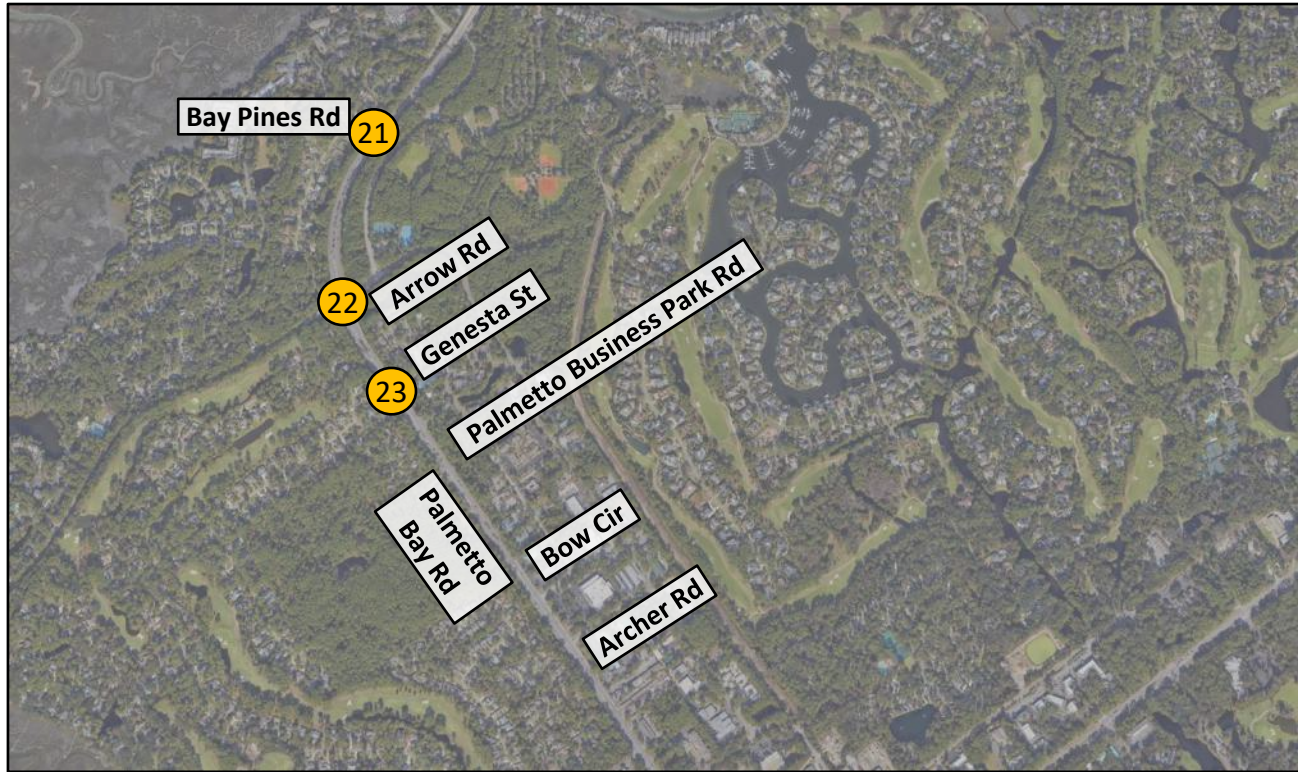 Bay Pines Rd
21
Arrow Rd
22
Genesta St
23
Palmetto Business Park Rd
Palmetto
Bay Rd
Bow Cir
Archer Rd